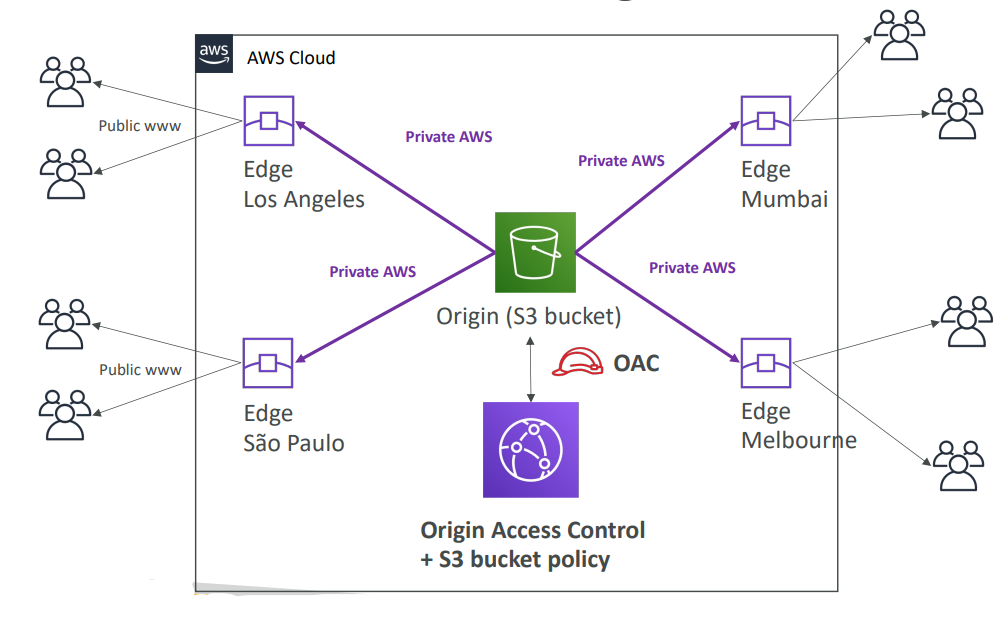 aws
AWS Cloud
Public www
Private AWS
Private AWS
Edge
Los Angeles
Edge
Mumbai
Private AWS
Private AWS
Origin (S3 bucket)
OAC
Public www
Edge
São Paulo
Edge
Melbourne
Origin Access Control
+ S3 bucket policy